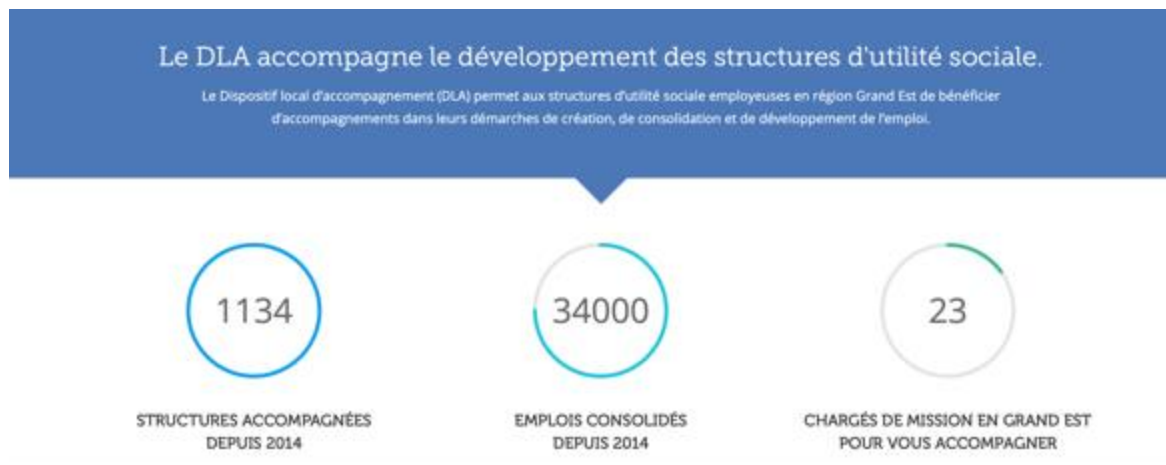 Le DLA accompagne le développement des structures d'utilité sociale.
Le Dispositif local d'accompagnement (DLA) permet aux structures d'utilité sociale employeuses en région Grand Est de bénéficier
d'accompagnements dans leurs démarches de création, de consolidation et de développement de l'emploi.
1134
34000
23
STRUCTURES ACCOMPAGNÉES
DEPUIS 2014
EMPLOIS CONSOLIDÉS
DEPUIS 2014
CHARGÉS DE MISSION EN GRAND EST
POUR VOUS ACCOMPAGNER